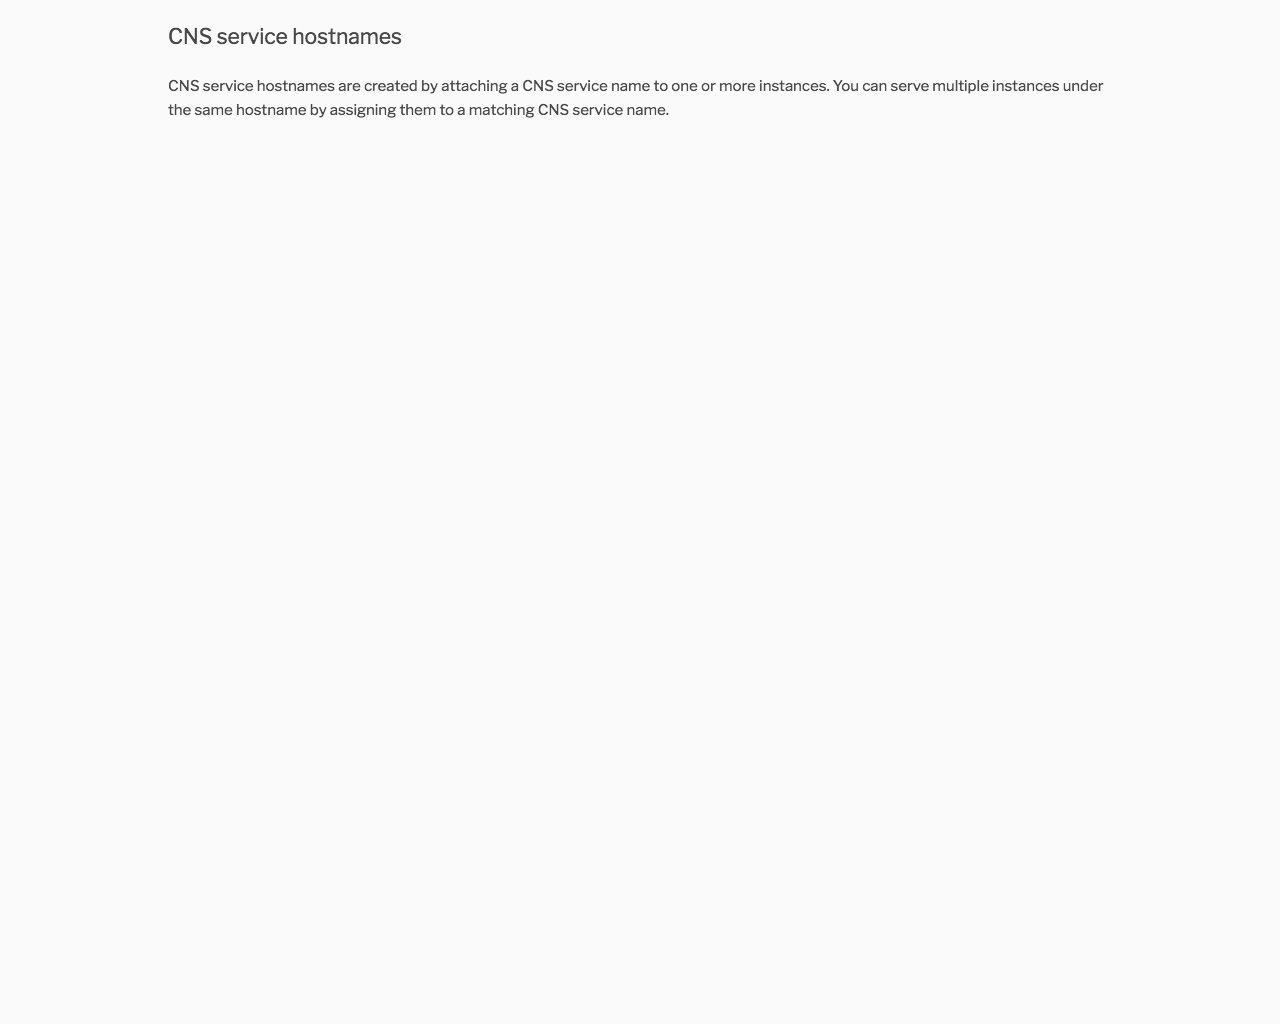 CNS service hostnames
CNS service hostnames are created by attaching a CNS service name to one or more instances. You can serve multiple instances under
the same hostname by assigning them to a matching CNS service name.